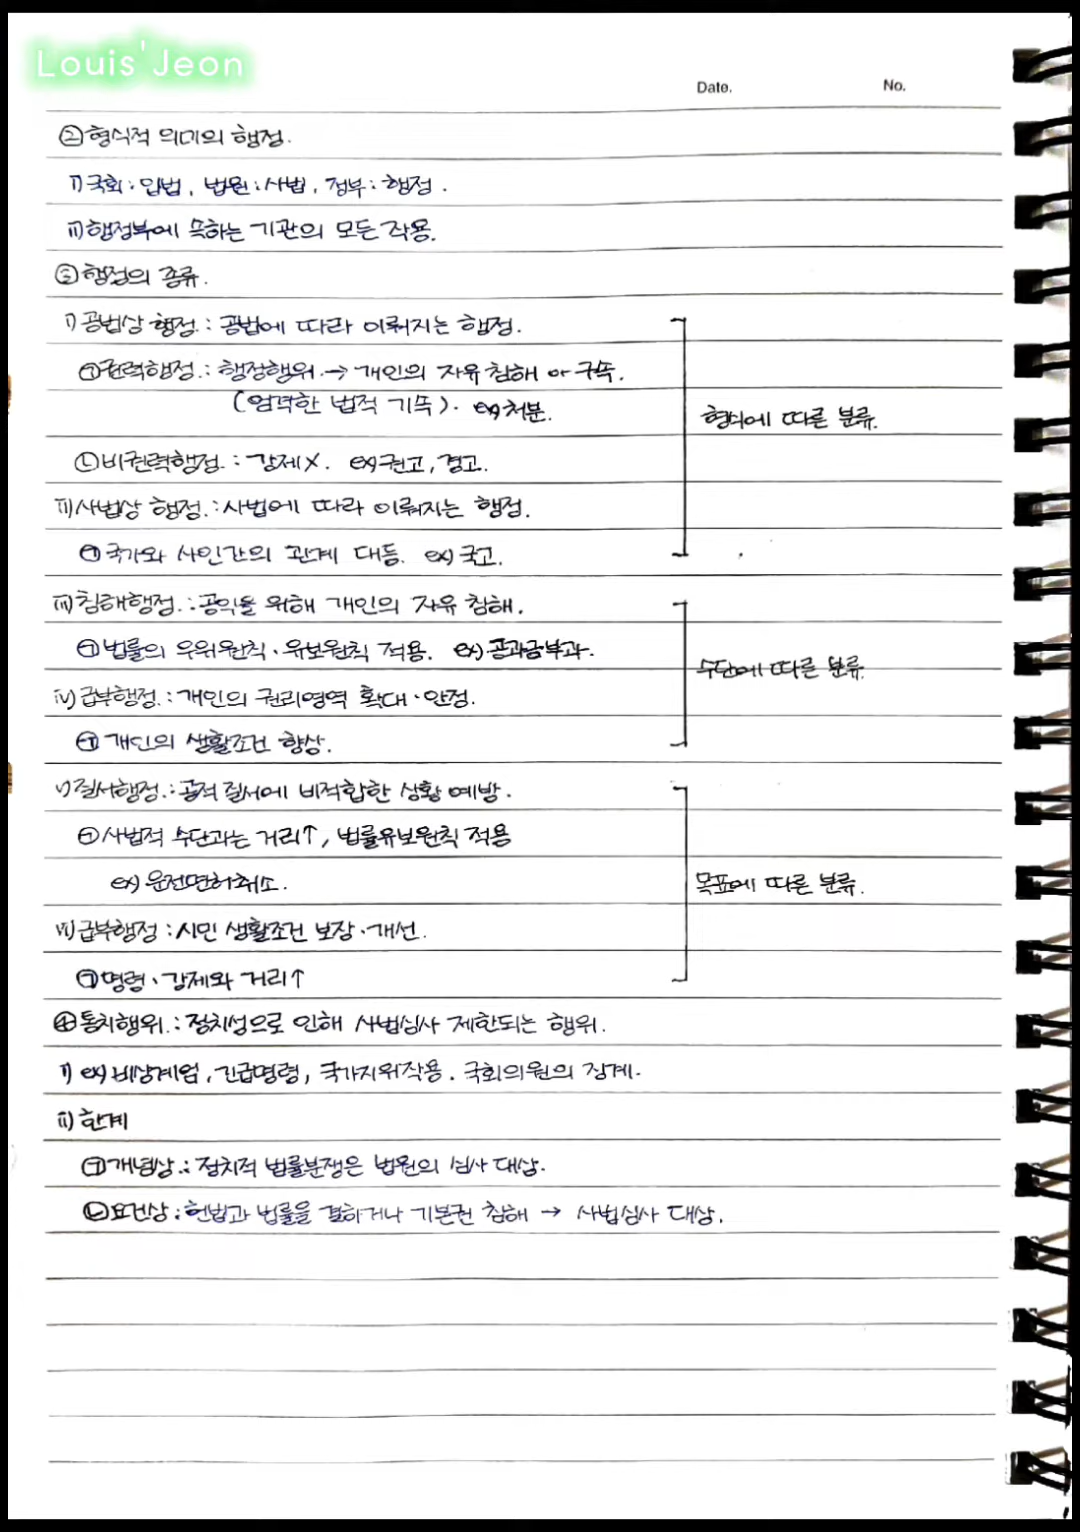 Louis'Jeon
Date. No.
②형식적 의미의 행정.
i)국회:입법, 법원:사법, 정부:행정.
ii)행정부에 속하는 기관의 모든 작용.
③행정의 종류.
i)공법상 행정.: 공법에 따라 이뤄지는 행정.
㉠권력행정.: 행정행위.→ 개인의 자유 침해 or 구속.
(엄격한 법적 기속). ex)처분.
형식에 따른 분류.
㉡비권력행정.: 강제X. ex)권고, 경고.
ii)사법상 행정.:사법에 따라 이뤄지는 행정.
㉠국가와 사인간의 관계 대등. ex)국고.
iii)침해행정.:공익을 위해 개인의 자유 침해.
㉠법률의 우위원칙·유보원칙 적용. ex)공과금부과.
수단에 따른 분류.
iv)급부행정.:개인의 권리영역 확대·안정.
㉠개인의 생활조건 향상.
v)질서행정.:공적 질서에 비적합한 상황 예방.
㉠사법적 수단과는 거리↑, 법률유보원칙 적용
ex)운전면허취소.
목표에 따른 분류.
vi)급부행정:시민 생활조건 보장·개선.
㉠명령·강제와 거리↑
④통치행위.:정치성으로 인해 사법심사 제한되는 행위.
i) ex)비상계엄, 긴급명령, 국가지위작용. 국회의원의 징계.
ii)한계
㉠개념상.: 정치적 법률분쟁은 법원의 심사 대상.
㉡요건상:헌법과 법률을 결하거나 기본권 침해 → 사법심사 대상.